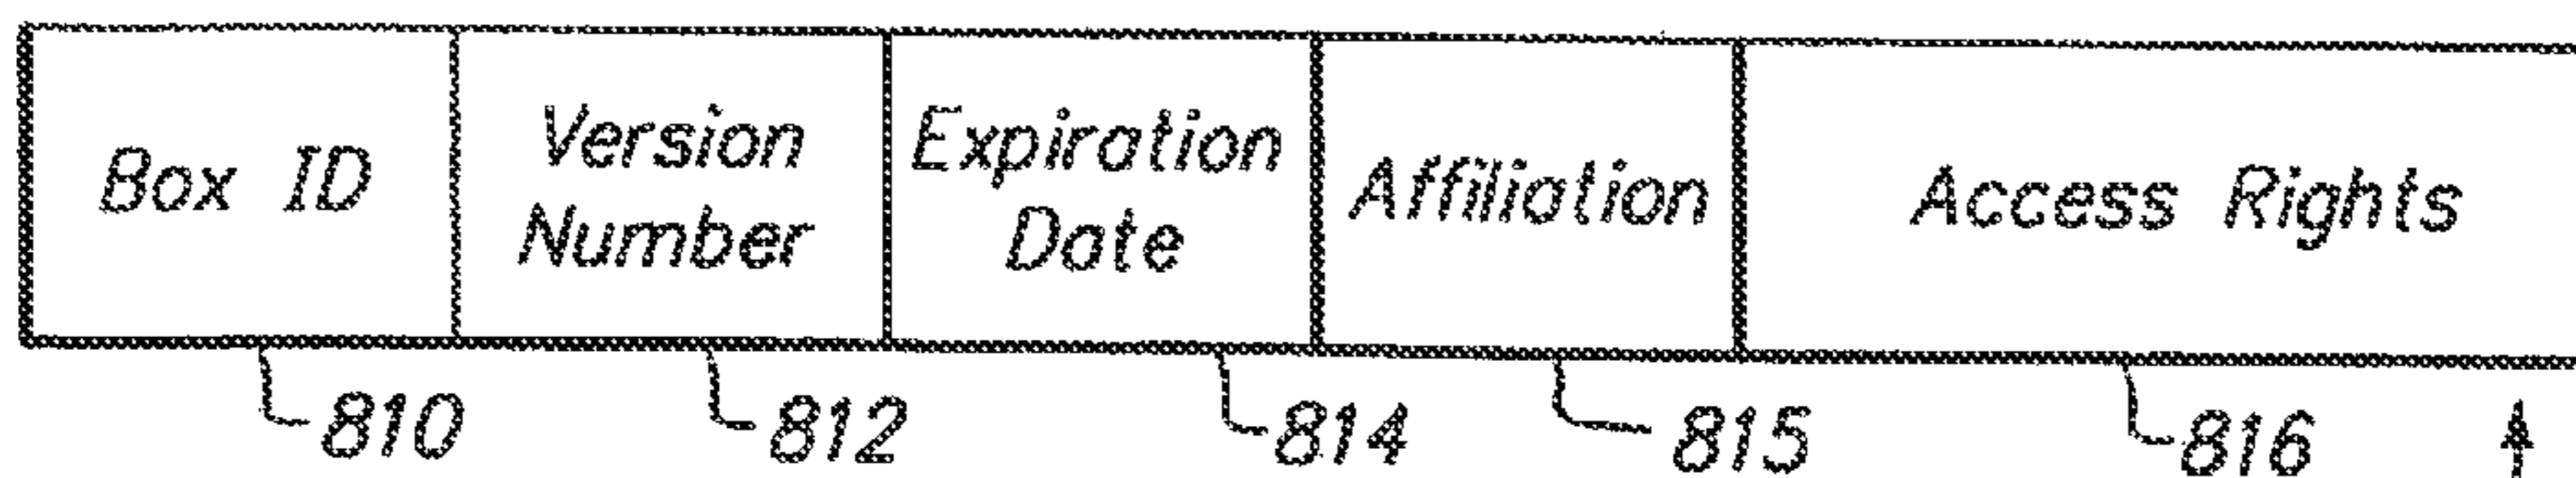 Box ID
Version
Number
Expiration
Date
Affiliation
Access Rights
810
812
814
815
816